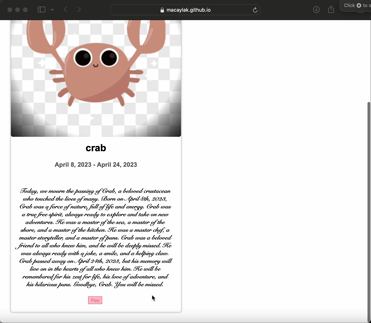 macaylak.github.io
Click
to
crab
April 8, 2023 - April 24, 2023
Today, we mourn the passing of Crab, a beloved crustacean
who touched the lives of many. Born on April 8th, 2023,
Crab was a force of nature, full of life and energy. Crab was
a true free spirit, always ready to explore and take on new
adventures. He was a master of the sea, a master of the
shore, and a master of the kitchen. He was a master chef, a
master storyteller, and a master of puns. Crab was a beloved
friend to all who knew him, and he will be deeply missed. He
was always ready with a joke, a smile, and a helping claw.
Crab passed away on April 24th, 2023, but his memory will
live on in the hearts of all who knew him. He will be
remembered for his zest for life, his love of adventure, and
his hilarious puns. Goodbye, Crab. You will be missed.
Play